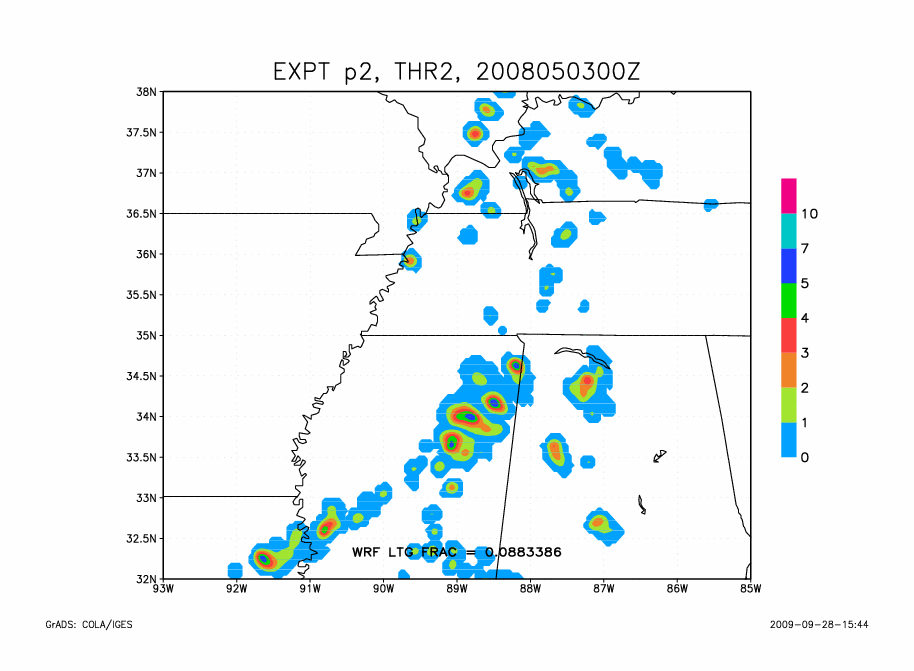 EXPT p2, THR2, 2008050300Z
38N
37.5N
37N
36.5N
36N
35.5N
35N
34.5N
34N
33.5N
33N
32.5N
32N
93W 92W 91W 90W 89W 88W 87W 86W 85W
WRF LTG FRAC = 0.0883386
10
7
5
4
3
2
1
0
GrADS: COLA/IGES 2009-09-28-15:44